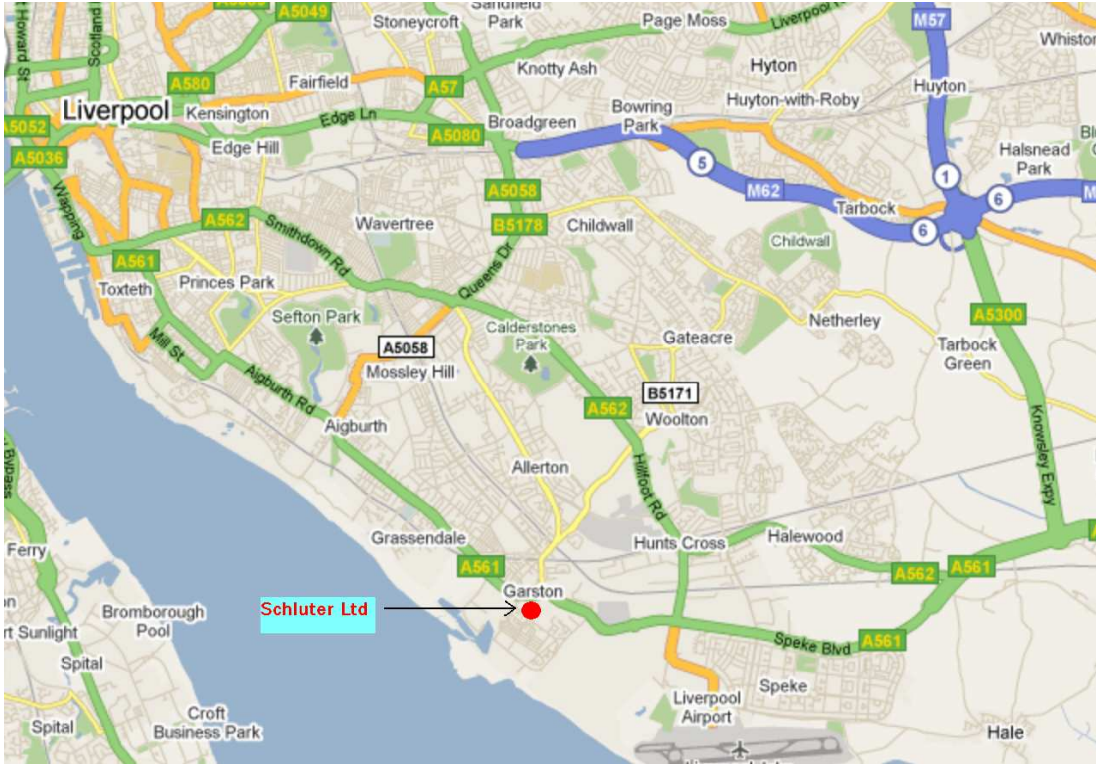 A5049
Stoneycroft
Sandfield
Park
Page Moss
Liverpool
M57
Whiston
Howard St
Scotland
A580
Fairfield
A57
Knotty Ash
Hyton
Huyton
Liverpool
Kensington
Edge Ln
Bowring
Park
Huyton-with-Roby
A5052
A5080
Broadgreen
Halsnead
Park
A5036
Edge Hill
5
1
M62
6
Wapping
A5058
A562
Smithdown Rd
Wavertree
B5178
Childwall
Tarbock
6
Childwall
A561
Queens Dr
Toxteth
Princes Park
Sefton Park
Calderstones
Park
Gateacre
Netherley
A5300
Mill St
A5058
Mossley Hill
Tarbock
Green
Aigburth Rd
B5171
A562
Woolton
Aigburth
Knowsley Expy
Bypass
Allerton
Hillfoot Rd
Grassendale
Hunts Cross
Halewood
Ferry
A561
A562
A561
Garston
Schluter Ltd
Bromborough
Pool
rt Sunlight
Speke Blvd
A561
Spital
Speke
Liverpool
Airport
Croft
Business Park
Spital
Hale